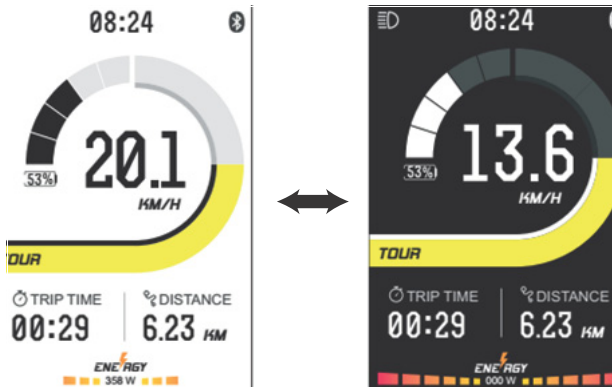 08:24
20.1
53%
KM/H
OUR
TRIP TIME
DISTANCE
00:29
6.23 KM
ENERGY
358 W
08:24
13.6
53%
KM/H
TOUR
TRIP TIME
DISTANCE
00:29
6.23 KM
ENERGY
000 W